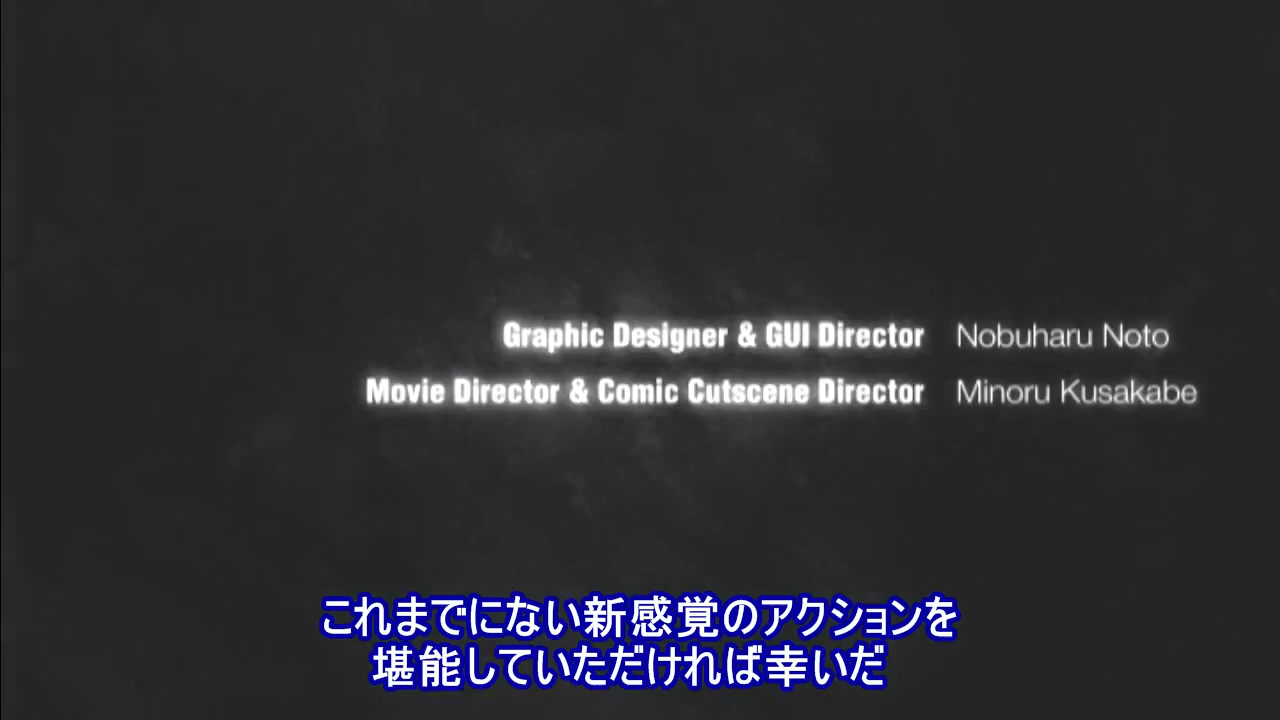 Graphic Designer & GUI Director Nobuharu Noto
Movie Director & Comic Cutscene Director Minoru Kusakabe
これまでにない新感覚のアクションを
堪能していただければ幸いだ